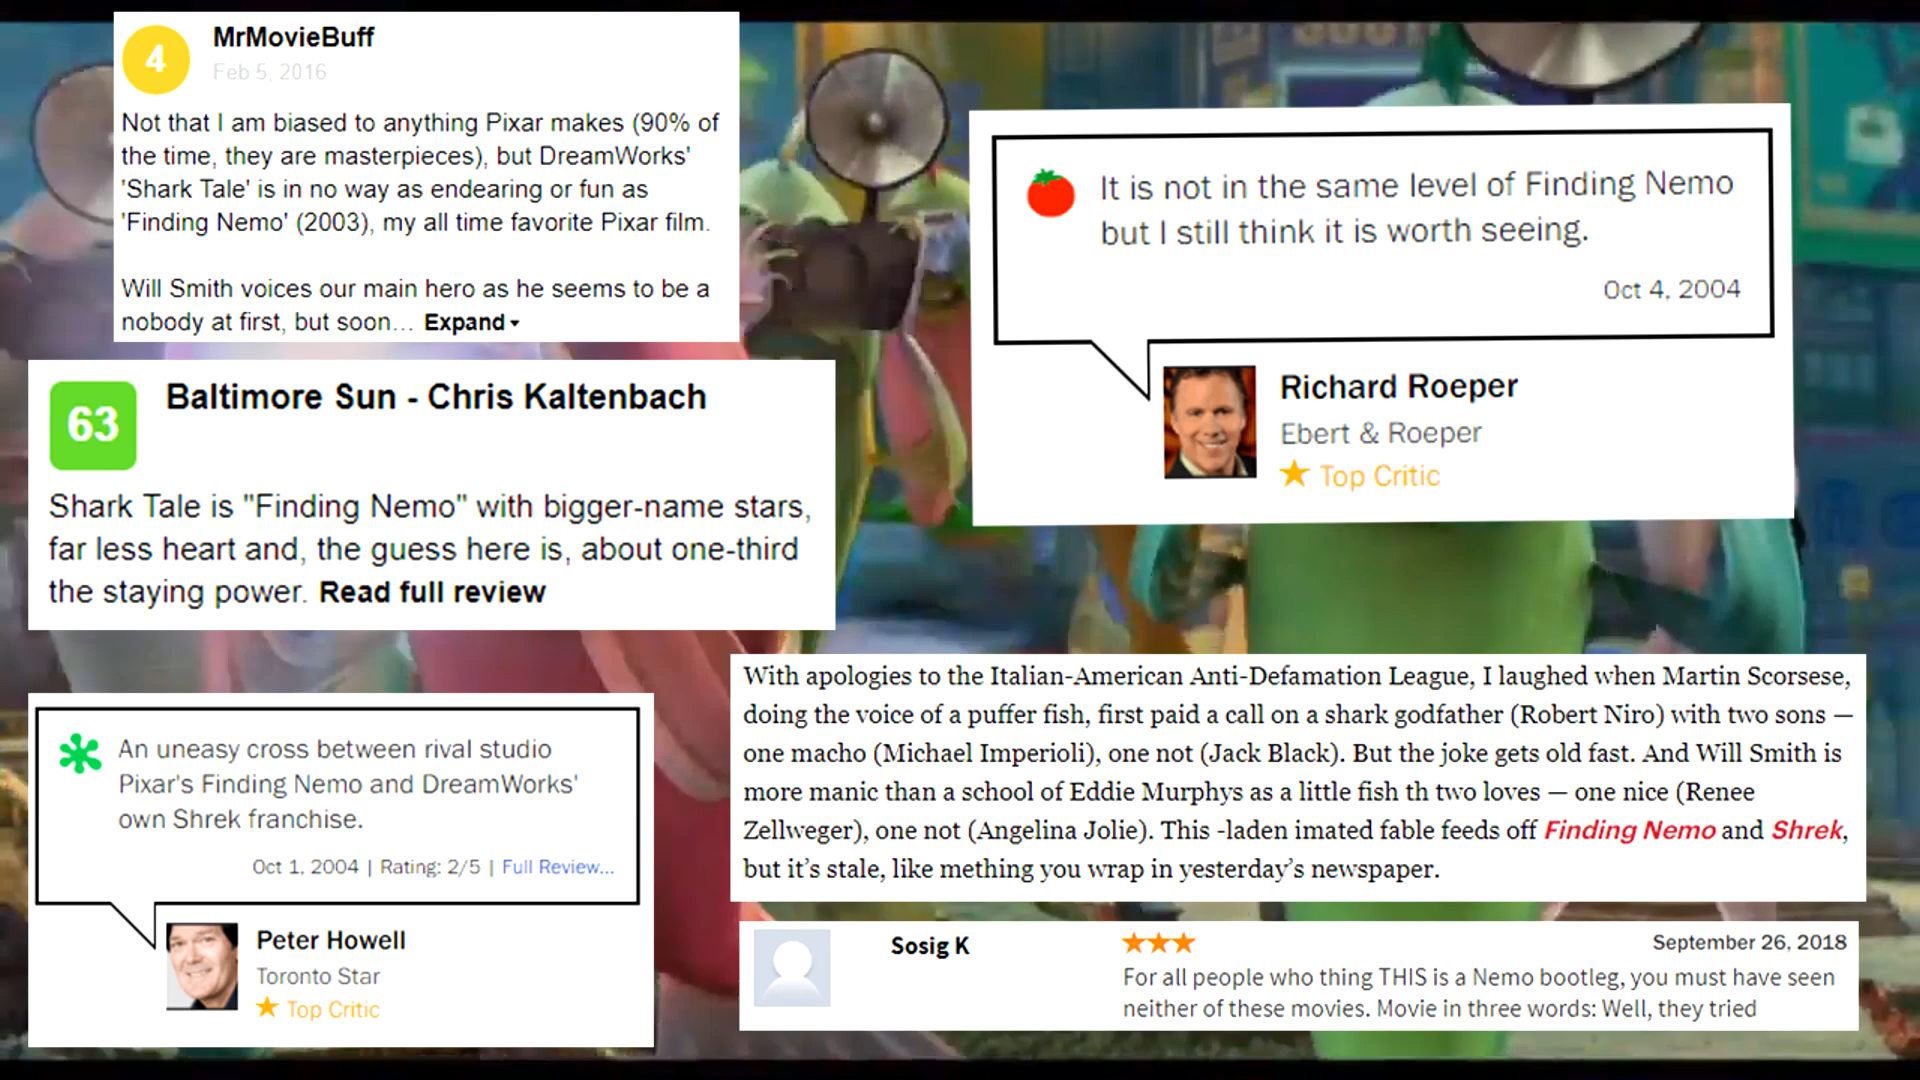 4
MrMovieBuff
Feb 5, 2016
Not that I am biased to anything Pixar makes (90% of
the time, they are masterpieces), but DreamWorks'
'Shark Tale' is in no way as endearing or fun as
'Finding Nemo' (2003), my all time favorite Pixar film.
Will Smith voices our main hero as he seems to be a
nobody at first, but soon... Expand
63
Baltimore Sun - Chris Kaltenbach
Shark Tale is "Finding Nemo" with bigger-name stars,
far less heart and, the guess here is, about one-third
the staying power. Read full review
An uneasy cross between rival studio
Pixar's Finding Nemo and DreamWorks'
own Shrek franchise.
Oct 1, 2004 | Rating: 2/5 | Full Review...
Peter Howell
Toronto Star
Top Critic
It is not in the same level of Finding Nemo
but I still think it is worth seeing.
Oct 4, 2004
Richard Roeper
Ebert & Roeper
Top Critic
With apologies to the Italian-American Anti-Defamation League, I laughed when Martin Scorsese,
doing the voice of a puffer fish, first paid a call on a shark godfather (Robert Niro) with two sons —
one macho (Michael Imperioli), one not (Jack Black). But the joke gets old fast. And Will Smith is
more manic than a school of Eddie Murphys as a little fish th two loves — one nice (Renee
Zellweger), one not (Angelina Jolie). This -laden imated fable feeds off Finding Nemo and Shrek,
but it's stale, like mething you wrap in yesterday's newspaper.
Sosig K
September 26, 2018
For all people who thing THIS is a Nemo bootleg, you must have seen
neither of these movies. Movie in three words: Well, they tried